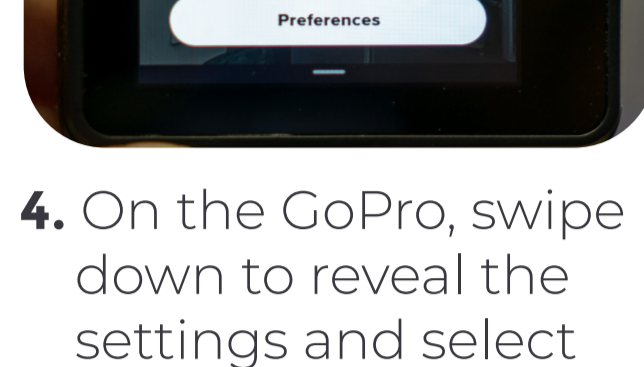 Preferences
4. On the GoPro, swipe
down to reveal the
settings and select